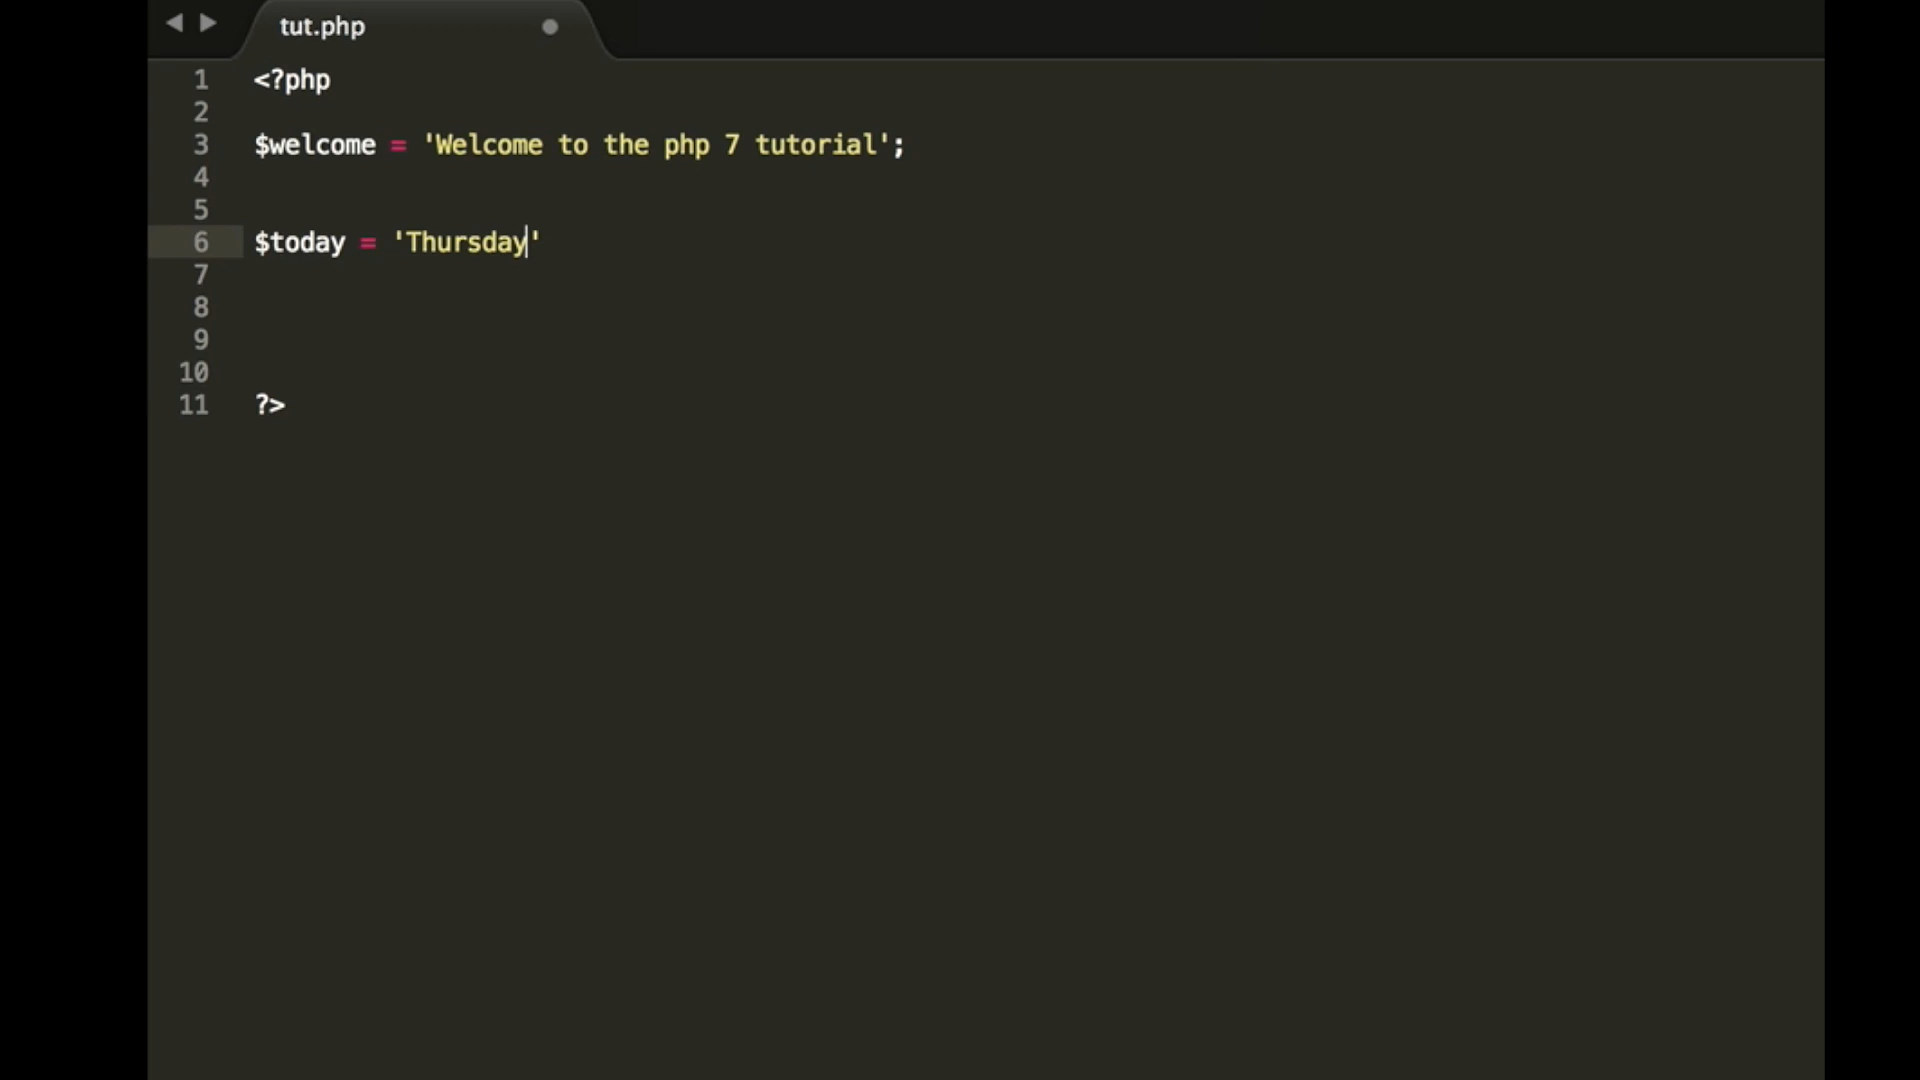 tut.php
1 <?php
2
3 $welcome = 'Welcome to the php 7 tutorial';
4
5
6 $today = 'Thursday'
7
8
9
10
11 ?>